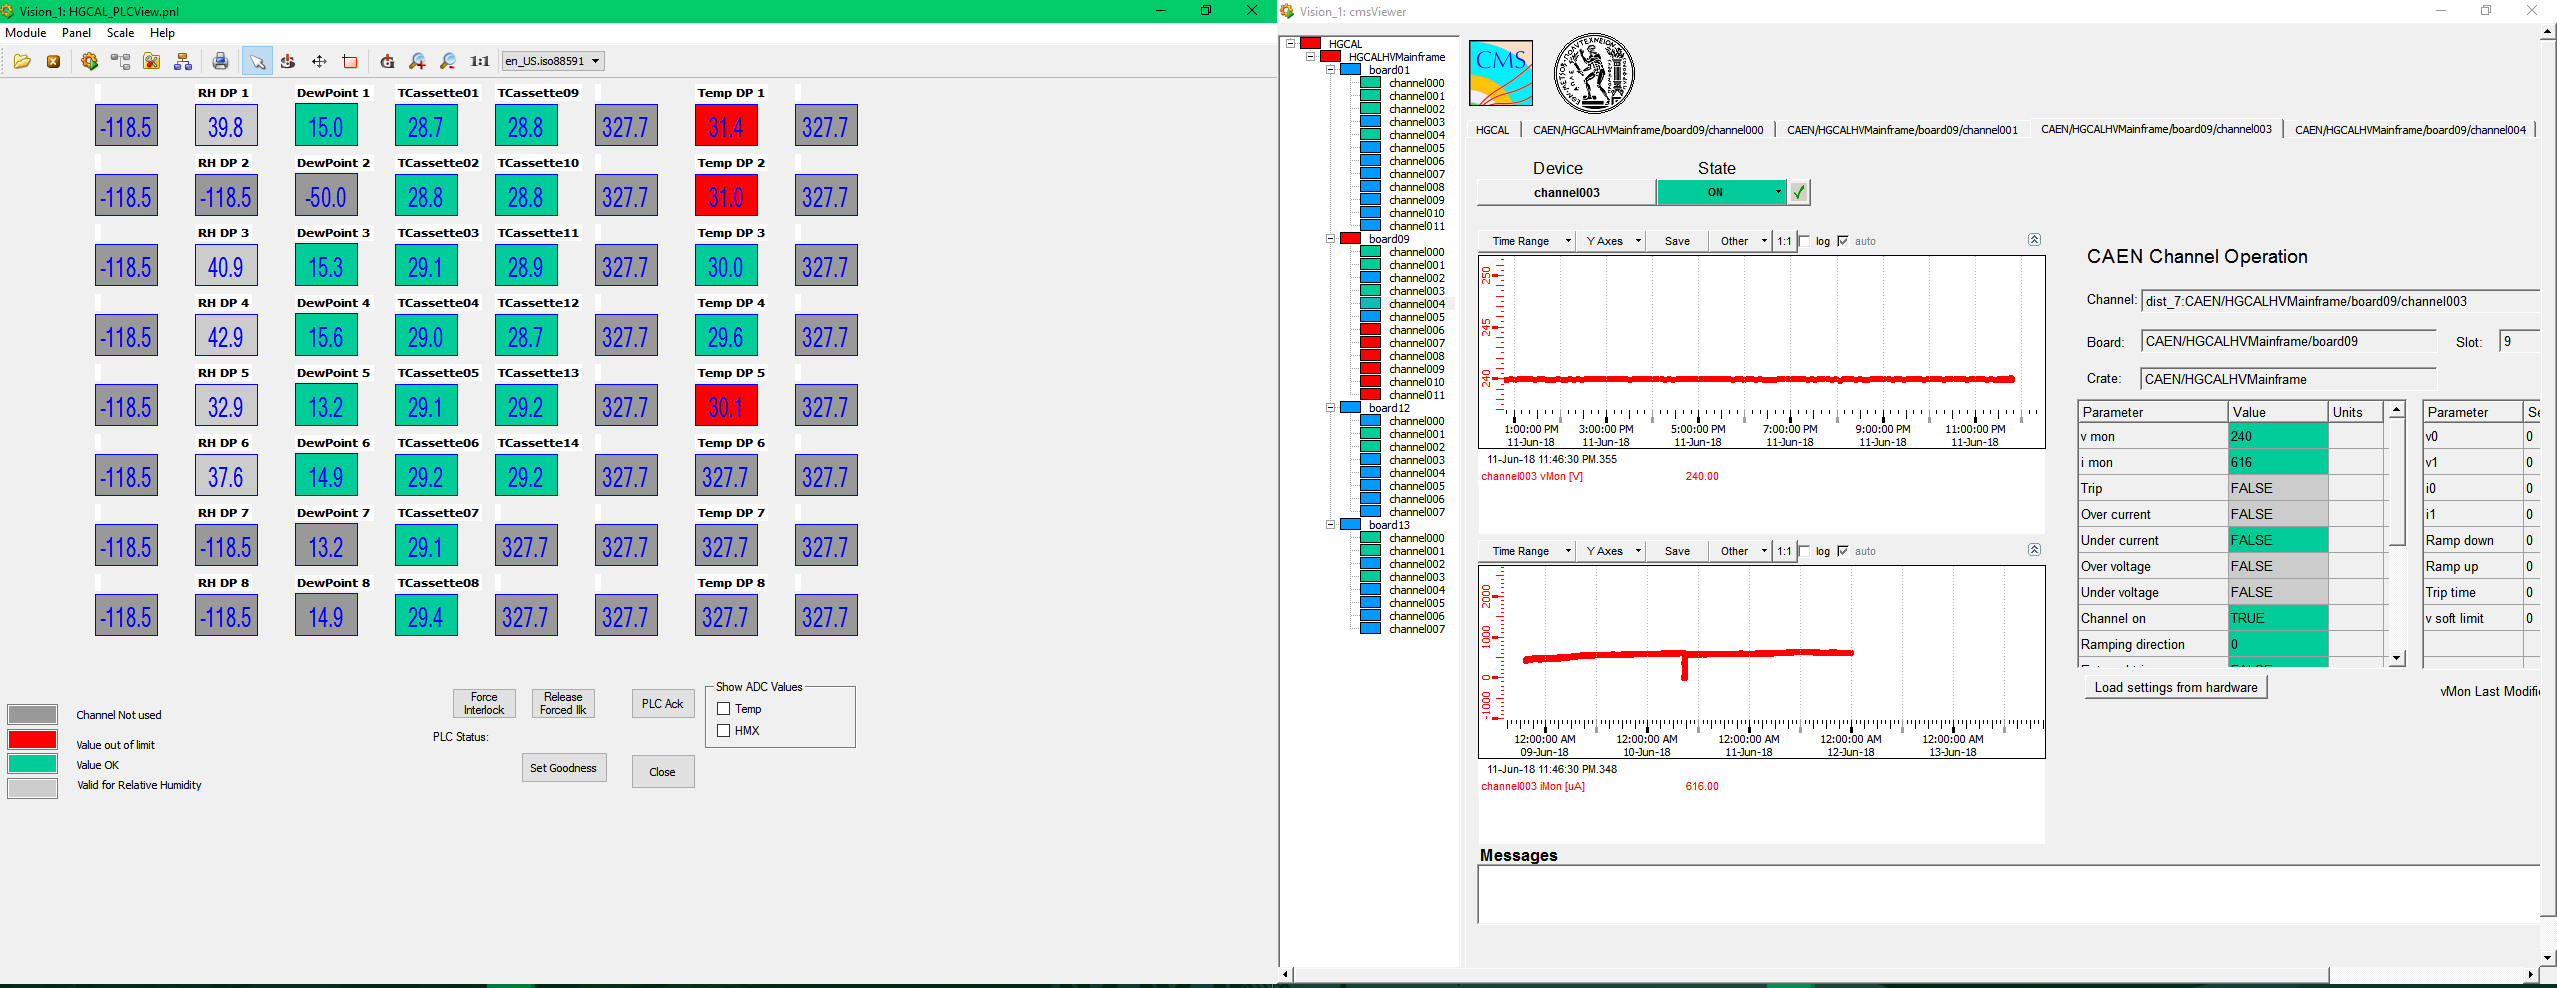 Vision_1: HGCAL_PLCView.pnl
Module Panel Scale Help
1:1 en_US.iso88591
RH DP 1 DewPoint 1 TCassette01 TCassette09 Temp DP 1
-118.5 39.8 15.0 28.7 28.8 327.7 31.4 327.7
RH DP 2 DewPoint 2 TCassette02 TCassette10 Temp DP 2
-118.5 -118.5 -50.0 28.8 28.8 327.7 31.0 327.7
RH DP 3 DewPoint 3 TCassette03 TCassette11 Temp DP 3
-118.5 40.9 15.3 29.1 28.9 327.7 30.0 327.7
RH DP 4 DewPoint 4 TCassette04 TCassette12 Temp DP 4
-118.5 42.9 15.6 29.0 28.7 327.7 29.6 327.7
RH DP 5 DewPoint 5 TCassette05 TCassette13 Temp DP 5
-118.5 32.9 13.2 29.1 29.2 327.7 30.1 327.7
RH DP 6 DewPoint 6 TCassette06 TCassette14 Temp DP 6
-118.5 37.6 14.9 29.2 29.2 327.7 327.7 327.7
RH DP 7 DewPoint 7 TCassette07 Temp DP 7
-118.5 -118.5 13.2 29.1 327.7 327.7 327.7 327.7
RH DP 8 DewPoint 8 TCassette08 Temp DP 8
-118.5 -118.5 14.9 29.4 327.7 327.7 327.7 327.7
Channel Not used
Value out of limit
Value OK
Valid for Relative Humidity
Force Interlock
Release Forced Ilk
PLC Ack
PLC Status:
Show ADC Values
Temp
HMX
Set Goodness
Close
Vision_1: cmsViewer
HGCAL
HGCALHVMainframe
board01
channel000
channel001
channel002
channel003
channel004
channel005
channel006
channel007
channel008
channel009
channel010
channel011
board09
channel000
channel001
channel002
channel003
channel004
channel005
channel006
channel007
channel008
channel009
channel010
channel011
board12
channel000
channel001
channel002
channel003
channel004
channel005
channel006
channel007
board13
channel000
channel001
channel002
channel003
channel004
channel005
channel006
channel007
CMS
HGCAL CAEN/HGCALHVMainframe/board09/channel000 CAEN/HGCALHVMainframe/board09/channel001 CAEN/HGCALHVMainframe/board09/channel003 CAEN/HGCALHVMainframe/board09/channel004
Device State
channel003 ON
Time Range Y Axes Save Other 1:1 log auto
250
245
240
1:00:00 PM 3:00:00 PM 5:00:00 PM 7:00:00 PM 9:00:00 PM 11:00:00 PM
11-Jun-18 11-Jun-18 11-Jun-18 11-Jun-18 11-Jun-18 11-Jun-18
11-Jun-18 11:46:30 PM.355
channel003 vMon [V] 240.00
Time Range Y Axes Save Other 1:1 log auto
2000
1000
0
-1000
12:00:00 AM 12:00:00 AM 12:00:00 AM 12:00:00 AM 12:00:00 AM
09-Jun-18 10-Jun-18 11-Jun-18 12-Jun-18 13-Jun-18
11-Jun-18 11:46:30 PM.348
channel003 iMon [uA] 616.00
Messages
CAEN Channel Operation
Channel: dist_7:CAEN/HGCALHVMainframe/board09/channel003
Board: CAEN/HGCALHVMainframe/board09 Slot: 9
Crate: CAEN/HGCALHVMainframe
Parameter Value Units
v mon 240
i mon 616
Trip FALSE
Over current FALSE
Under current FALSE
Over voltage FALSE
Under voltage FALSE
Channel on TRUE
Ramping direction 0
Parameter Se
v0 0
v1 0
i0 0
i1 0
Ramp down 0
Ramp up 0
Trip time 0
v soft limit 0
Load settings from hardware
vMon Last Modifi